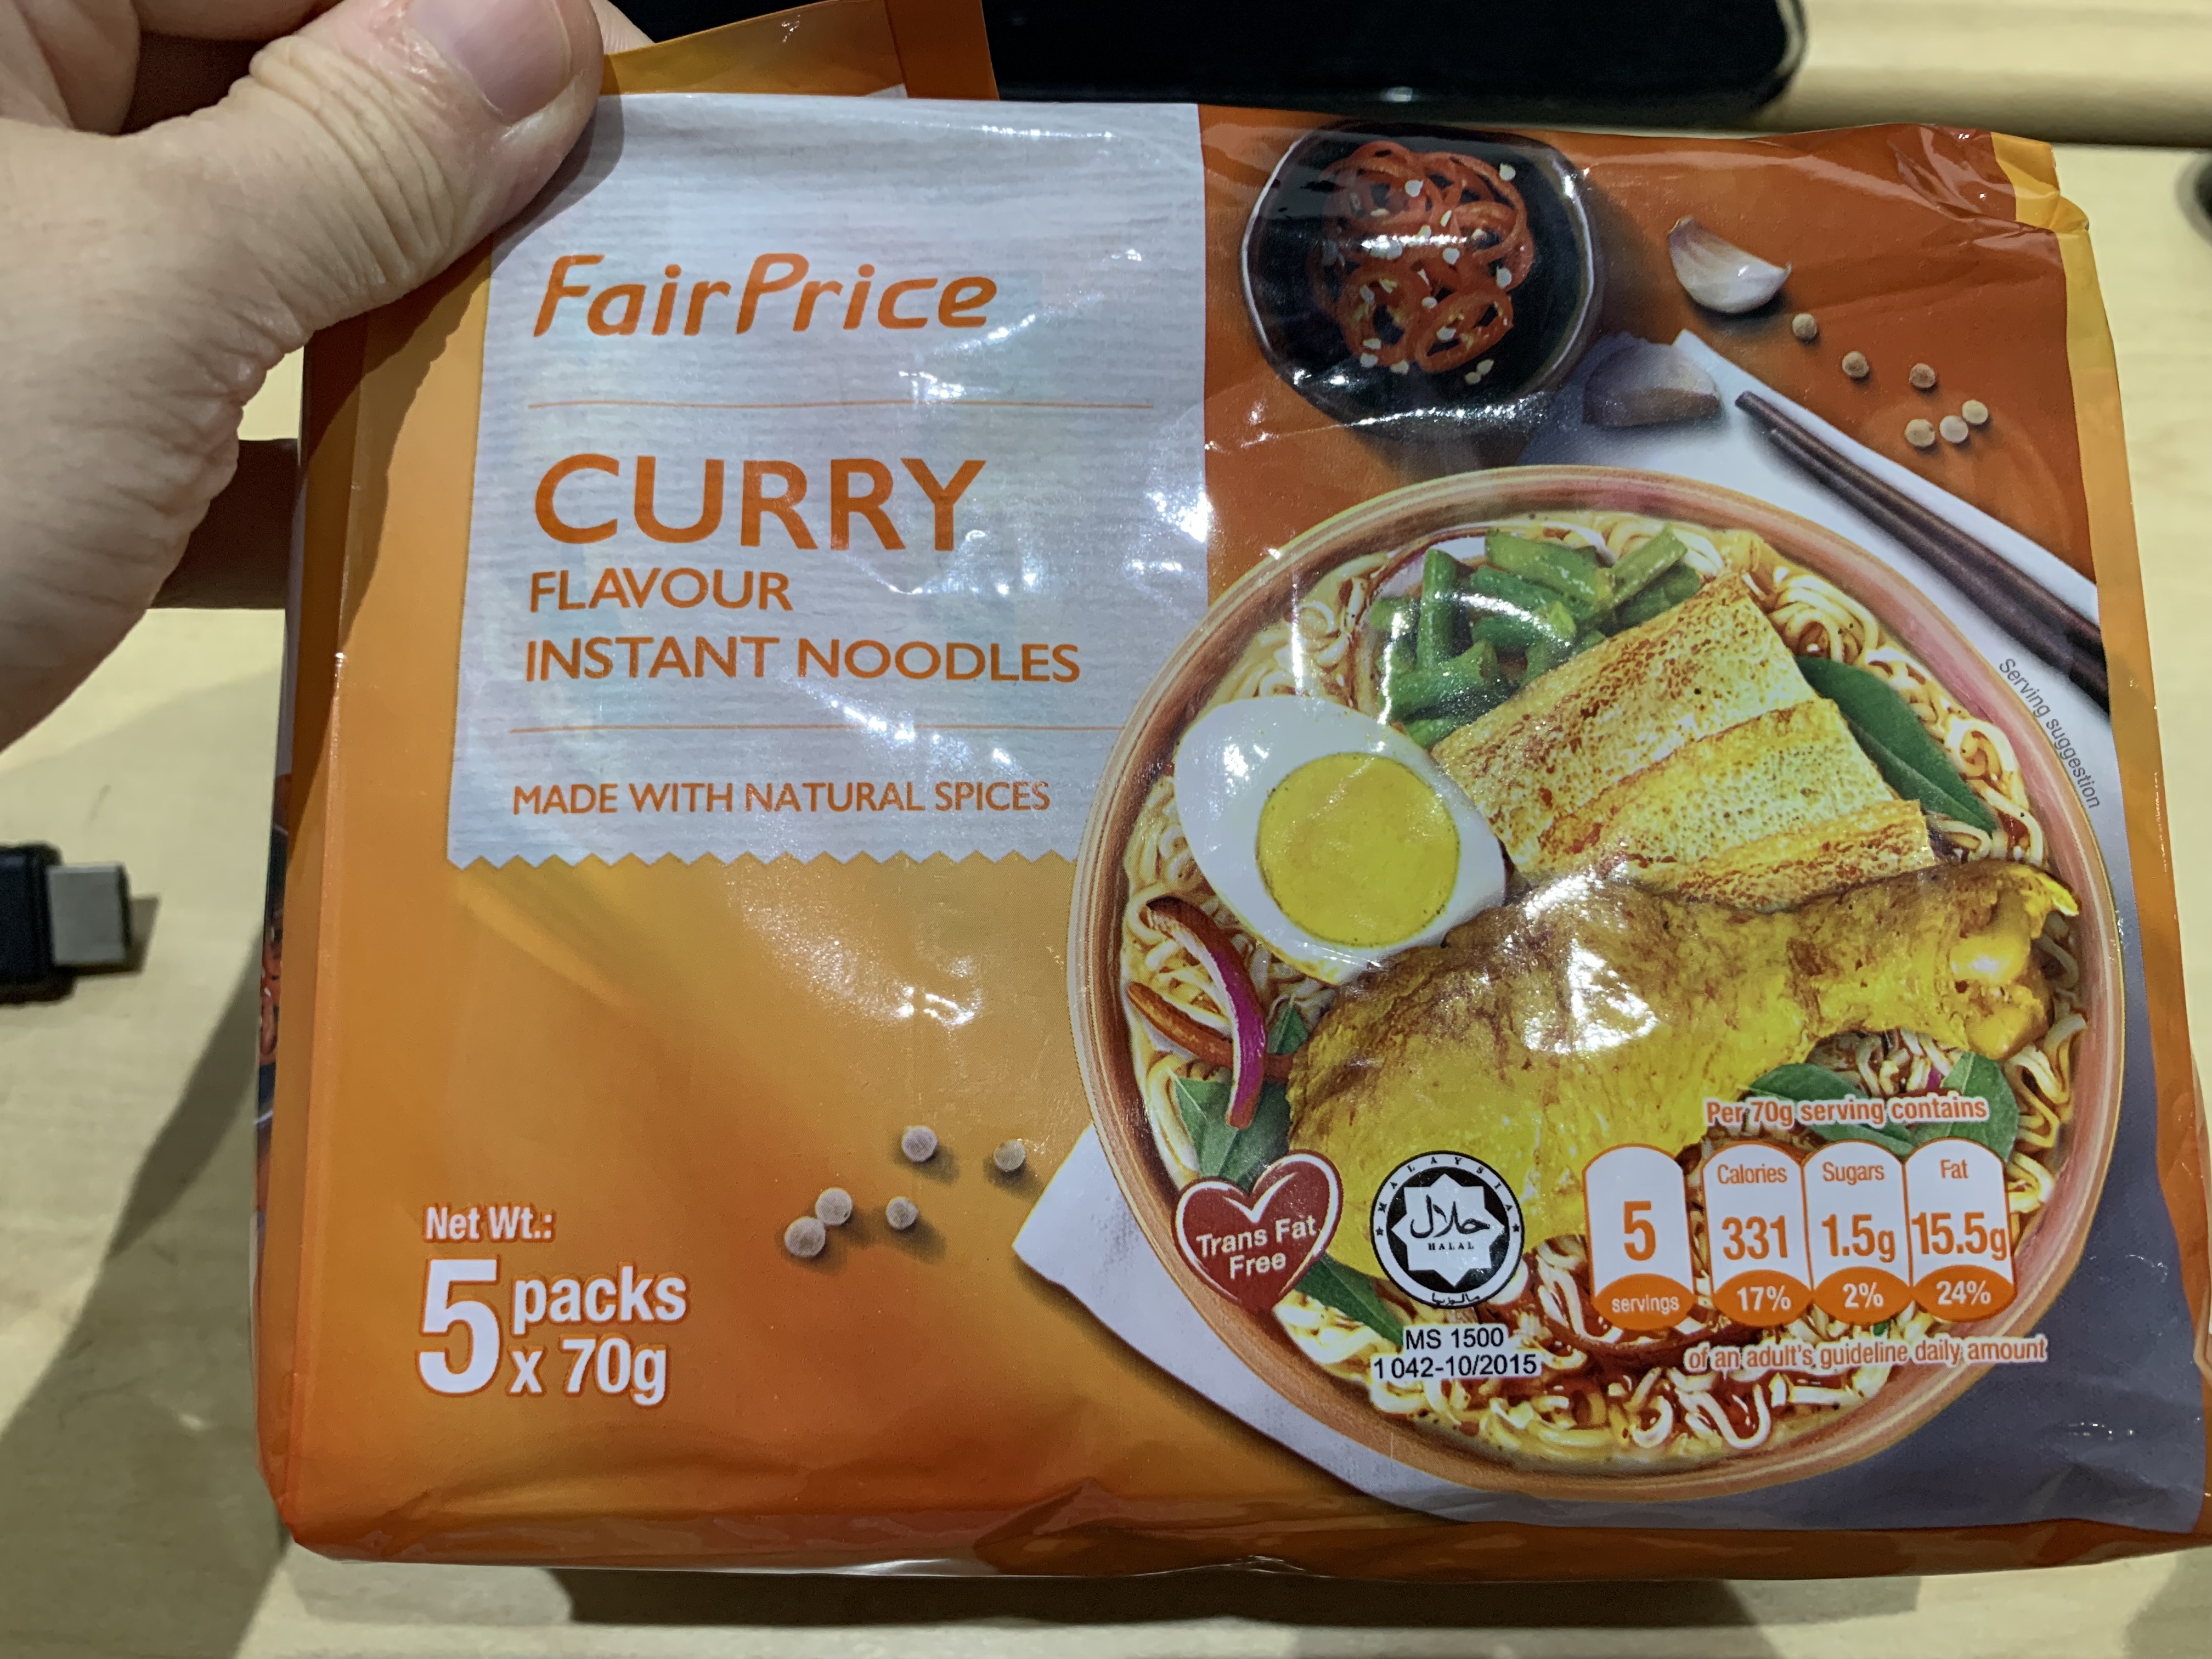 FairPrice
CURRY
FLAVOUR
INSTANT NOODLES
MADE WITH NATURAL SPICES
Serving suggestion
Net Wt.:
5 packs
x 70g
Trans Fat
Free
MALAYSIA
حلال
HALAL
ماليزيا
MS 1500
1 042-10/2015
Per 70g serving contains
5
servings
Calories
331
17%
Sugars
1.5g
2%
Fat
15.5g
24%
of an adult's guideline daily amount